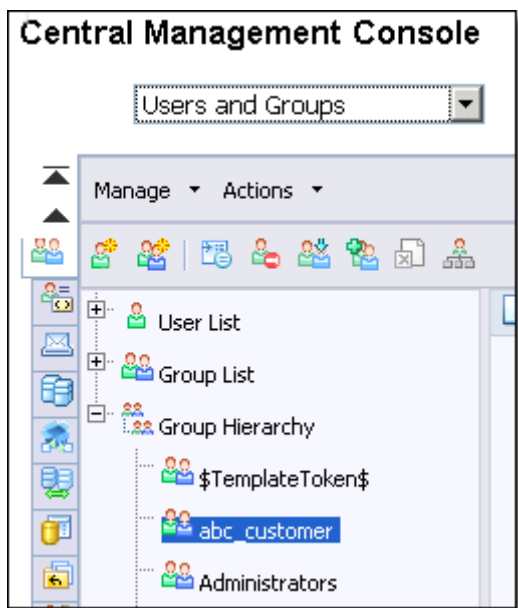 Central Management Console
Users and Groups
Manage Actions
User List
Group List
Group Hierarchy
$TemplateToken$
abc_customer
Administrators